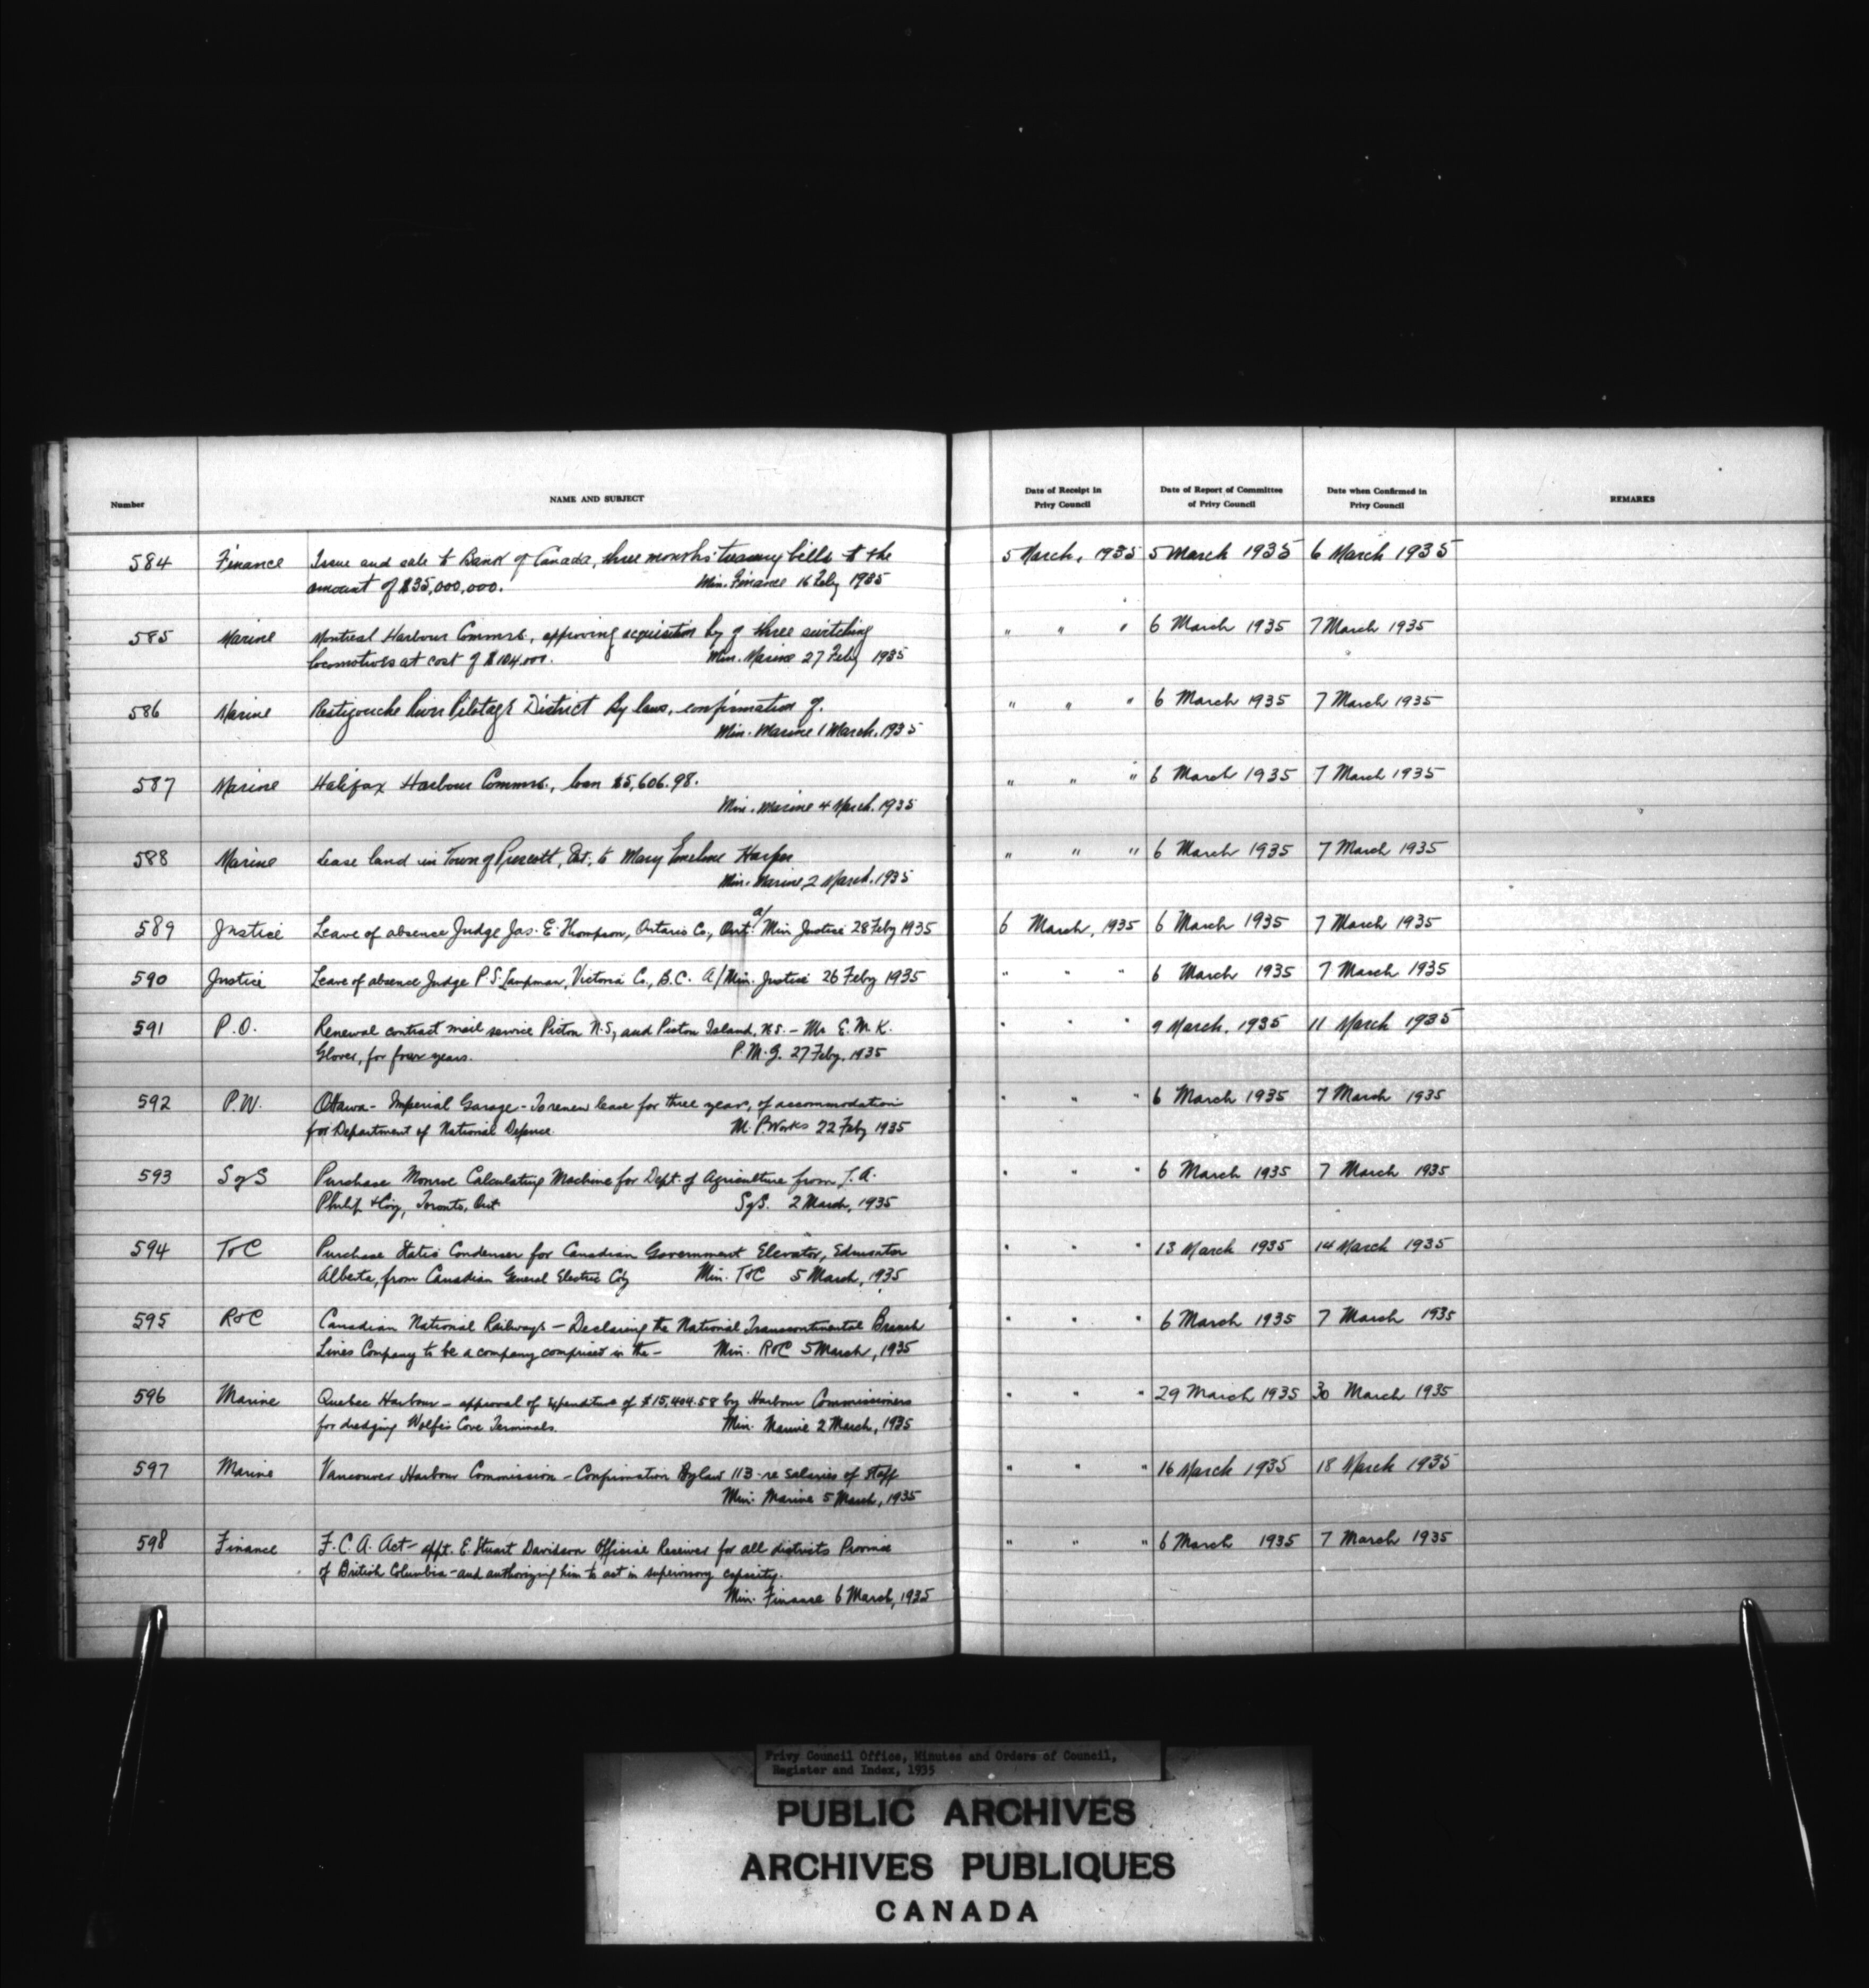 Number
NAME AND SUBJECT
Date of Receipt in Privy Council
Date of Report of Committee of Privy Council
Date when Confirmed in Privy Council
REMARKS
584 Finance Issue and sale to Bank of Canada, three months' treasury bills to the 5 March, 1935 5 March 1935 6 March 1935
amount of $35,000,000. Min. Finance 16 Feby 1935
585 Marine Montreal Harbour Commrs., approving acquisition by of three switching " " " 6 March 1935 7 March 1935
locomotives at cost of $104,000. Min. Marine 27 Feby 1935
586 Marine Restigouche River Pilotage District By laws, confirmation of. " " " 6 March 1935 7 March 1935
Min. Marine 1 March. 1935
587 Marine Halifax Harbour Commrs., loan $5,606.98. " " " 6 March 1935 7 March 1935
Min. Marine 4 March. 1935
588 Marine Lease land in Town of Prescott, Ont. to Mary Emeline Harper " " " 6 March 1935 7 March 1935
Min. Marine, 2 March. 1935
589 Justice Leave of absence Judge Jas. E. Thompson, Ontario Co., Ont. a/ Min Justice 28 Feby 1935 6 March, 1935 6 March 1935 7 March 1935
590 Justice Leave of absence Judge P. S. Lampman, Victoria Co., B.C. A/Min. Justice 26 Feby 1935 " " " 6 March 1935 7 March 1935
591 P.O. Renewal contract mail service Picton N.S, and Picton Island, N.S. - Mr E. M. K. " " " 9 March. 1935 11 March 1935
Glover, for four years. P.M.G. 27 Feby. 1935
592 P.W. Ottawa - Imperial Garage - To renew lease for three years, of accommodation " " " 6 March 1935 7 March 1935
for Department of National Defence. M. P.Works 22 Feby 1935
593 S of S Purchase Monroe Calculating Machine for Dept. of Agriculture from J. A. " " " 6 March 1935 7 March 1935
Philip & Coy, Toronto, Ont S of S. 2 March, 1935
594 T&C Purchase Static Condenser for Canadian Government Elevator, Edmonton " " " 13 March 1935 14 March 1935
Alberta, from Canadian General Electric Coy Min. T&C 5 March, 1935
595 R&C Canadian National Railways - Declaring the National Transcontinental Branch " " " 6 March 1935 7 March 1935
Lines Company to be a company comprised in the - Min. R&C 5 March, 1935
596 Marine Quebec Harbour - approval of expenditure of $15,404.58 by Harbour Commissioners " " " 29 March 1935 30 March 1935
for dredging Wolfe's Cove Terminals. Min. Marine 2 March, 1935
597 Marine Vancouver Harbour Commission - Confirmation Bylaw 113 - re salaries of staff " " " 16 March 1935 18 March 1935
Min. Marine 5 March, 1935
598 Finance F.C.A. Act - appt. E. Stuart Davidson Official Receiver for all districts Province " " " 6 March 1935 7 March 1935
of British Columbia - and authorizing him to act in supervisory capacity.
Min. Finance 6 March, 1935
Privy Council Office, Minutes and Orders of Council,
Register and Index, 1935
PUBLIC ARCHIVES
ARCHIVES PUBLIQUES
CANADA